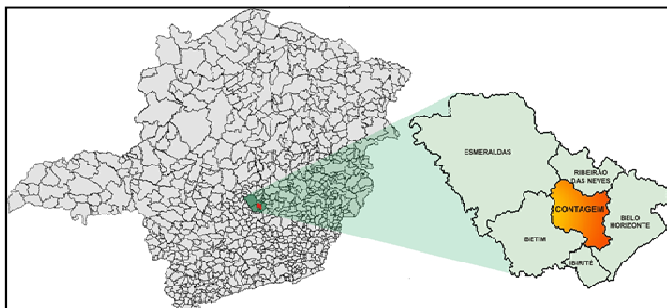 ESMERALDAS
RIBEIRÃO
DAS NEVES
CONTAGEM
BELO
HORIZONTE
BETIM
IBIRITÉ